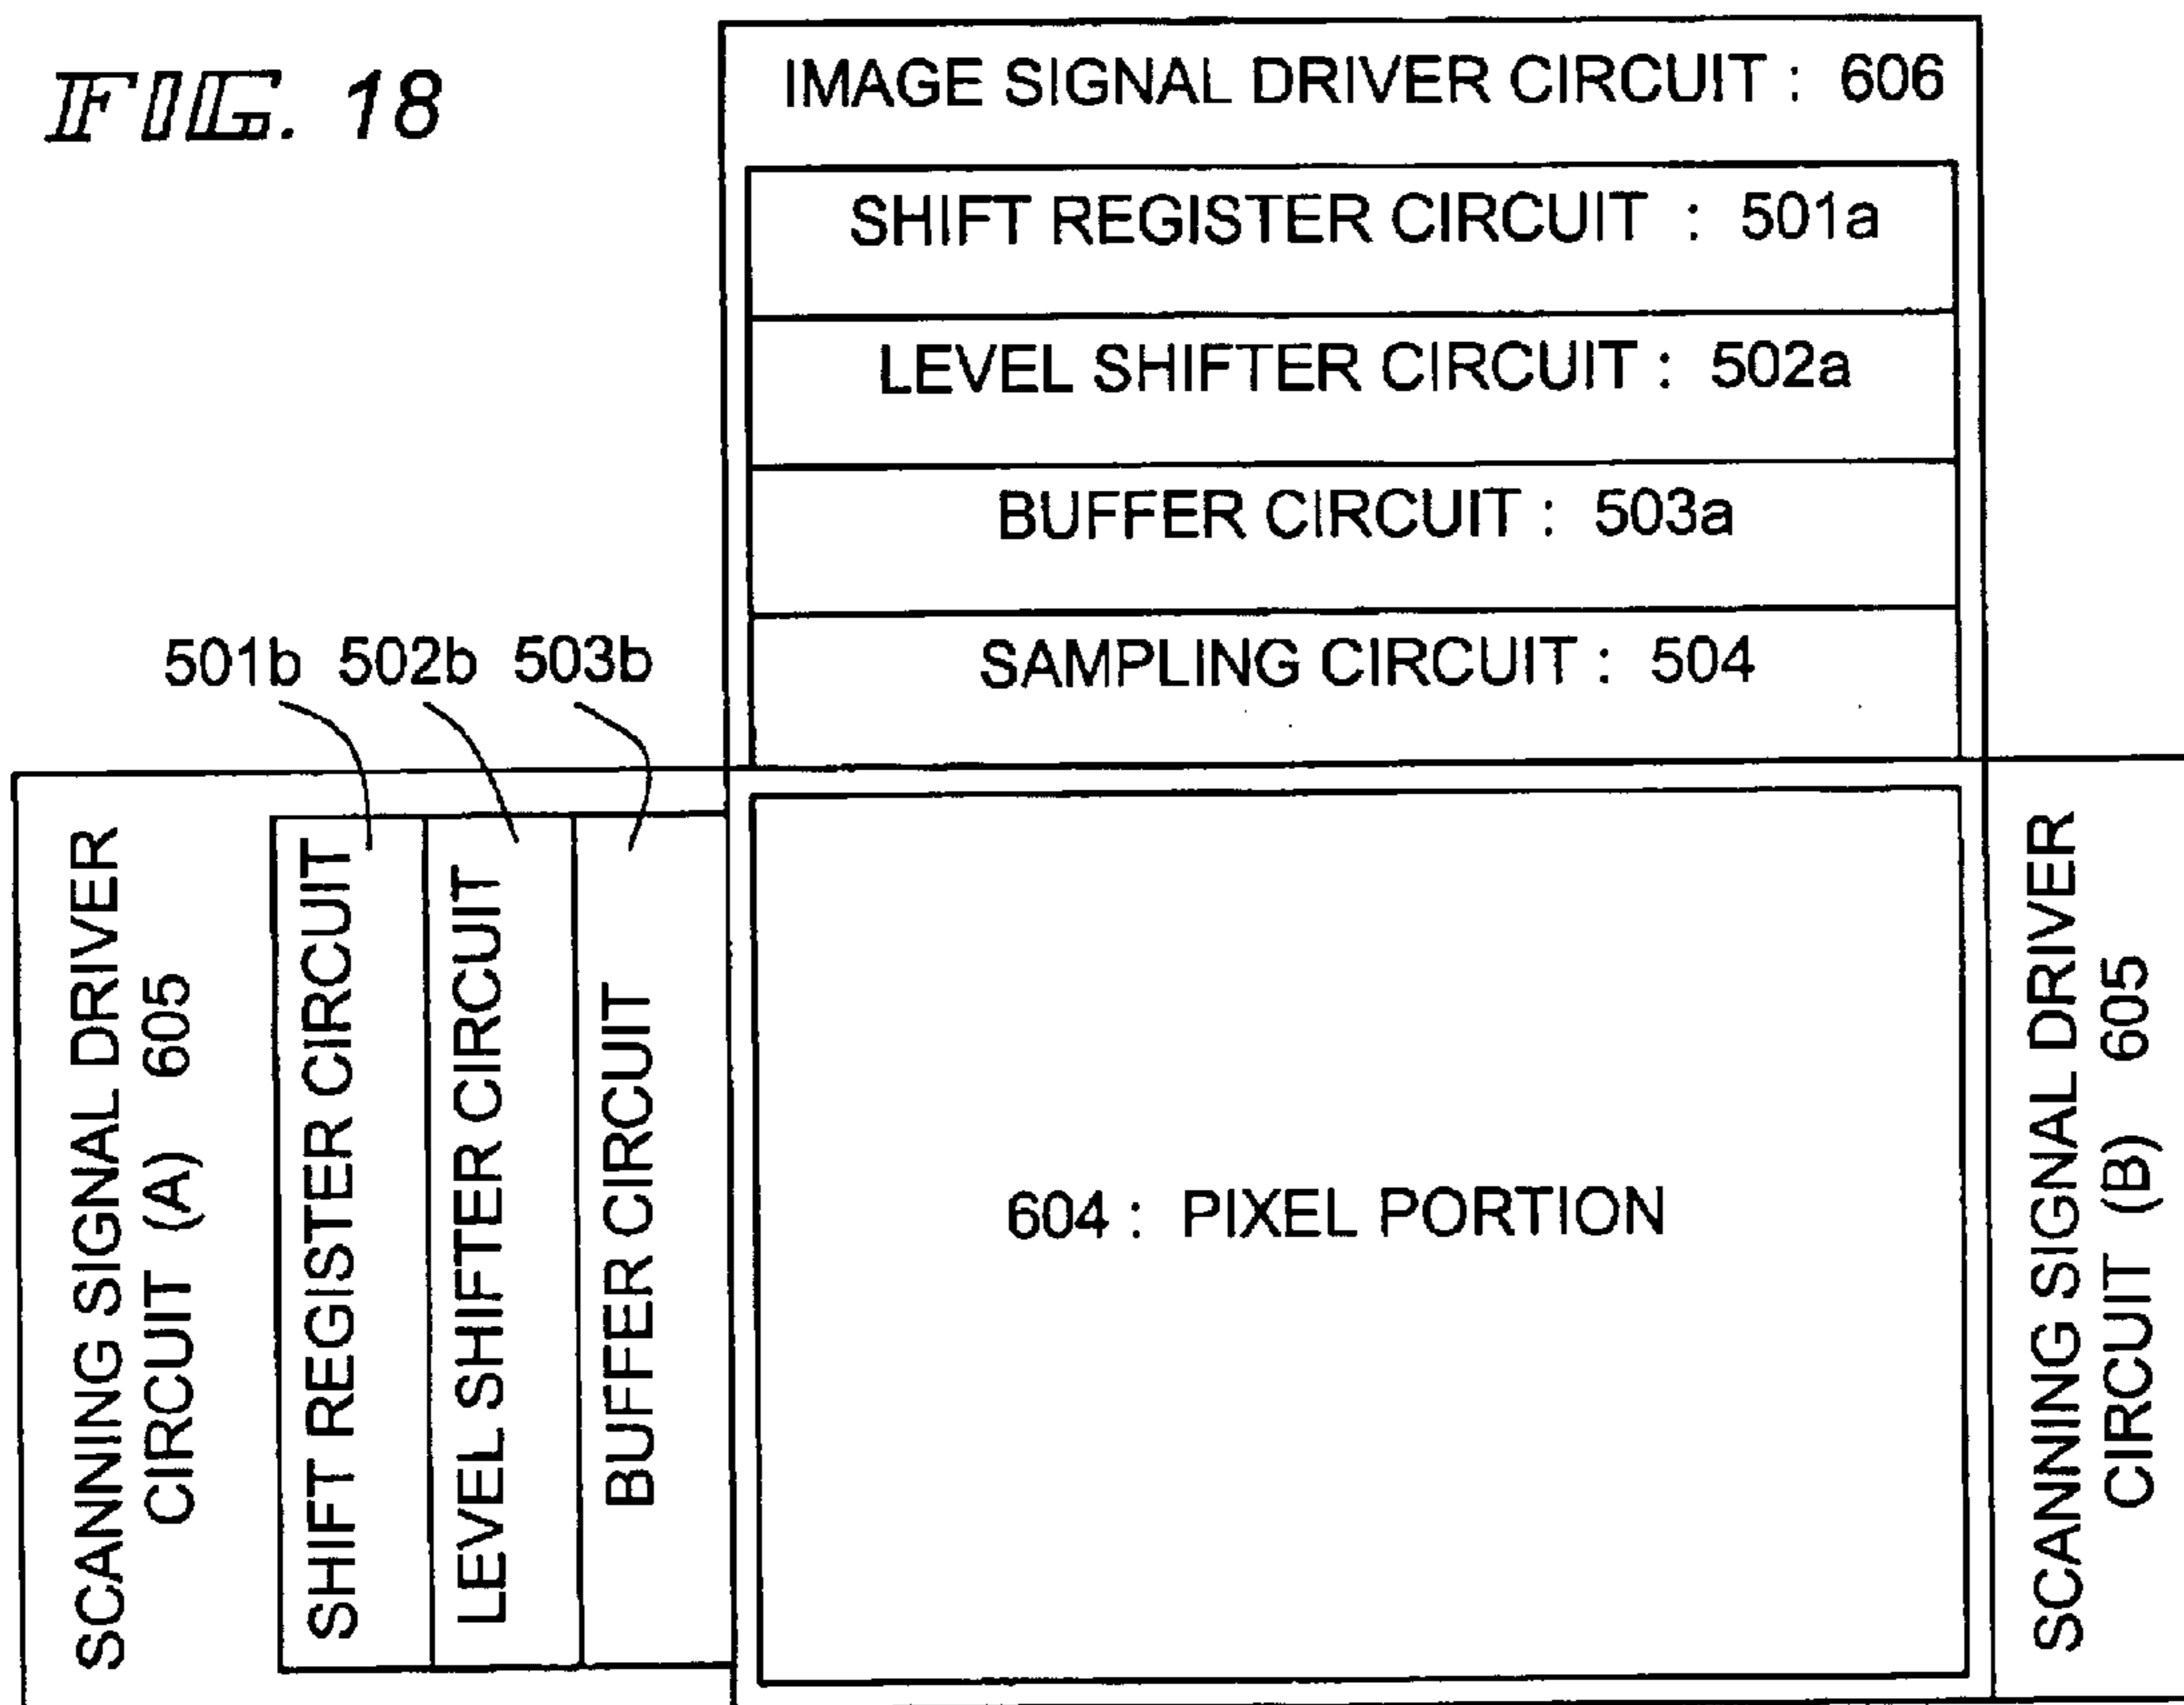 FIG. 18
IMAGE SIGNAL DRIVER CIRCUIT : 606
SHIFT REGISTER CIRCUIT : 501a
LEVEL SHIFTER CIRCUIT : 502a
BUFFER CIRCUIT : 503a
SAMPLING CIRCUIT : 504
501b 502b 503b
SCANNING SIGNAL DRIVER
CIRCUIT (A) 605
SHIFT REGISTER CIRCUIT
LEVEL SHIFTER CIRCUIT
BUFFER CIRCUIT
604 : PIXEL PORTION
SCANNING SIGNAL DRIVER
CIRCUIT (B) 605